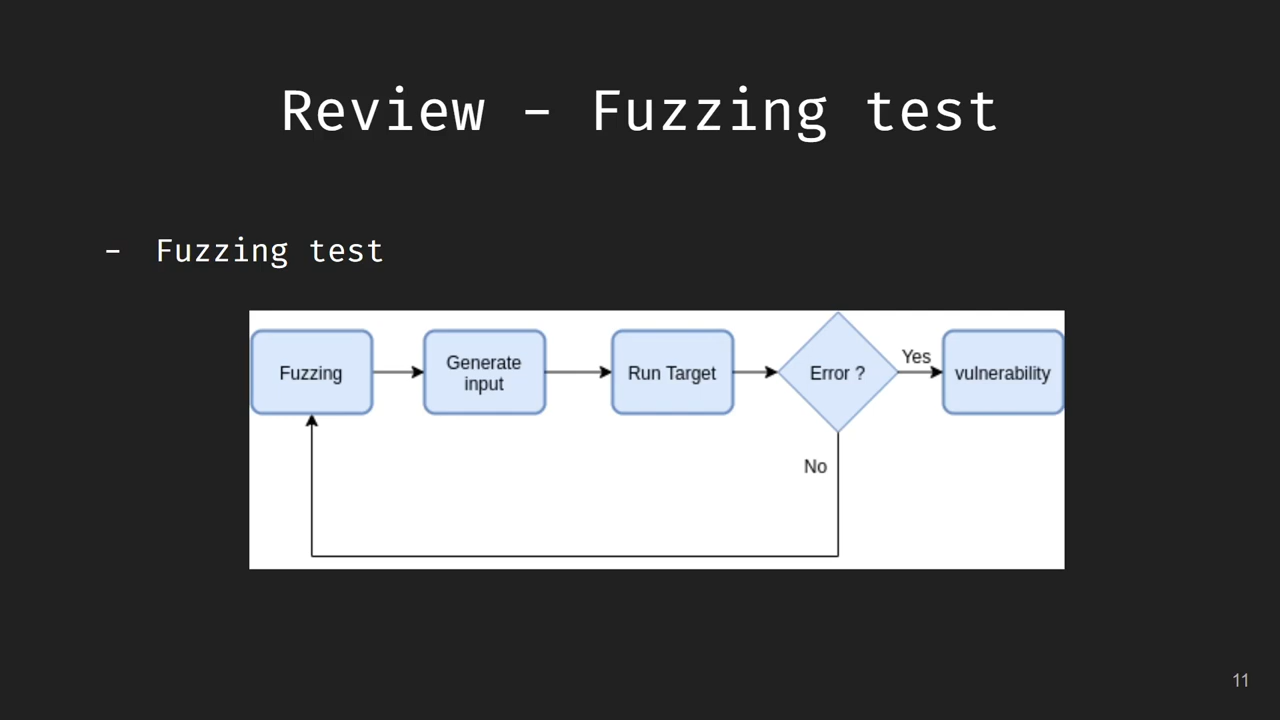 Review - Fuzzing test
- Fuzzing test
Fuzzing
Generate
input
Run Target
Error ?
Yes
vulnerability
No
11